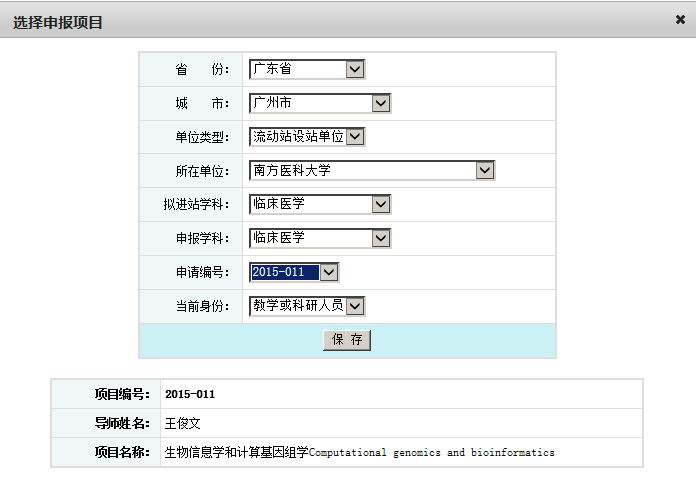 选择申报项目
省 份： 广东省
城 市： 广州市
单位类型： 流动站设站单位
所在单位： 南方医科大学
拟进站学科： 临床医学
申报学科： 临床医学
申请编号： 2015-011
当前身份： 教学或科研人员
保 存
项目编号： 2015-011
导师姓名： 王俊文
项目名称： 生物信息学和计算基因组学Computational genomics and bioinformatics